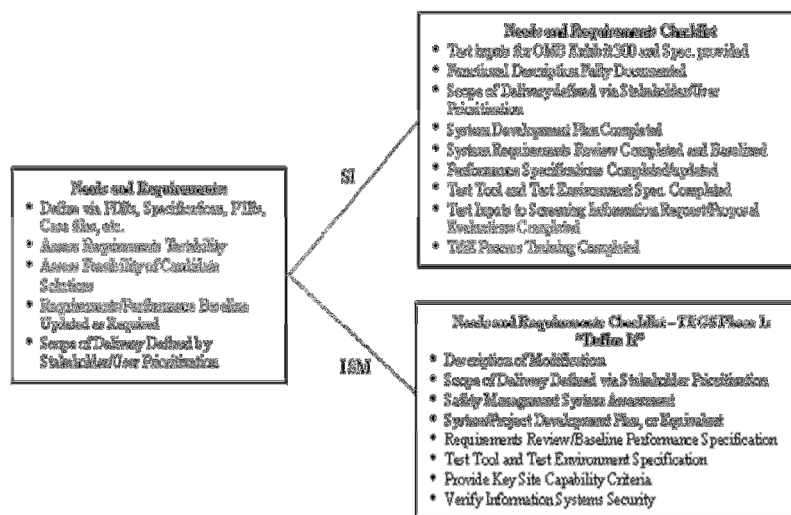 Needs and Requirements
• Define via PDRs, Specifications, PTRs,
Case files, etc.
• Assess Requirements Testability
• Assess Feasibility of Candidate
Solutions
• Requirements/Performance Baseline
Updated as Required
• Scope of Delivery Defined by
Stakeholder/User Prioritization
SI
LSM
Needs and Requirements Checklist
• Test inputs for OMB Exhibit 300 and Spec. provided
• Functional Description Fully Documented
• Scope of Delivery defined via Stakeholder/User
Prioritization
• System Development Plan Completed
• System Requirements Review Completed and Baselined
• Performance Specifications Completed/updated
• Test Tool and Test Environment Spec. Completed
• Test Inputs to Screening Information Request/Proposal
Evaluations Completed
• T&E Process Training Completed
Needs and Requirements Checklist – Phase 1:
"Define It"
• Description of Modification
• Scope of Delivery Defined via Stakeholder Prioritization
• Safety Management System Assessment
• System/Project Development Plan, or Equivalent
• Requirements Review/Baseline Performance Specification
• Test Tool and Test Environment Specification
• Provide Key Site Capability Criteria
• Verify Information Systems Security